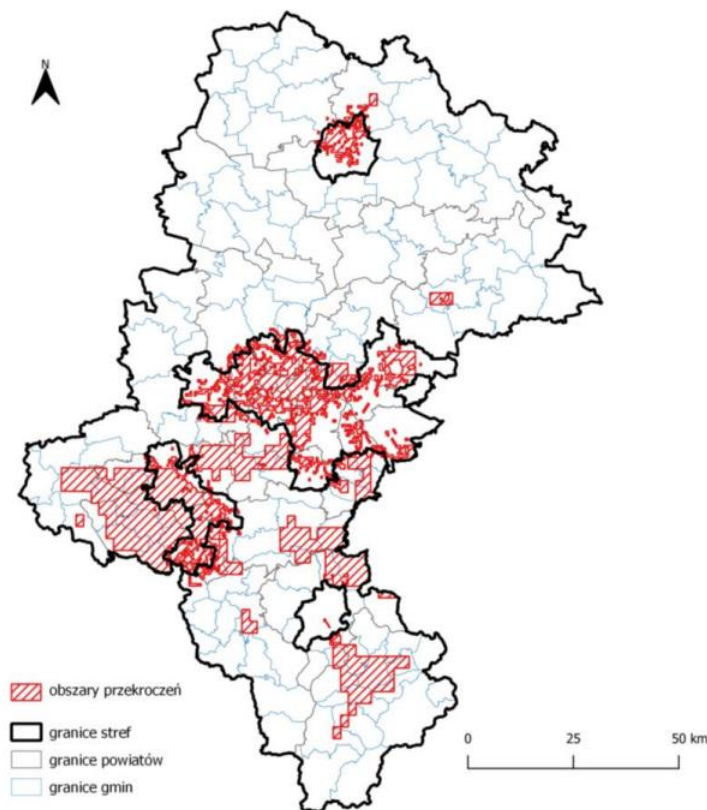 N
obszary przekroczeń
granice stref
granice powiatów
granice gmin
0 25 50 km